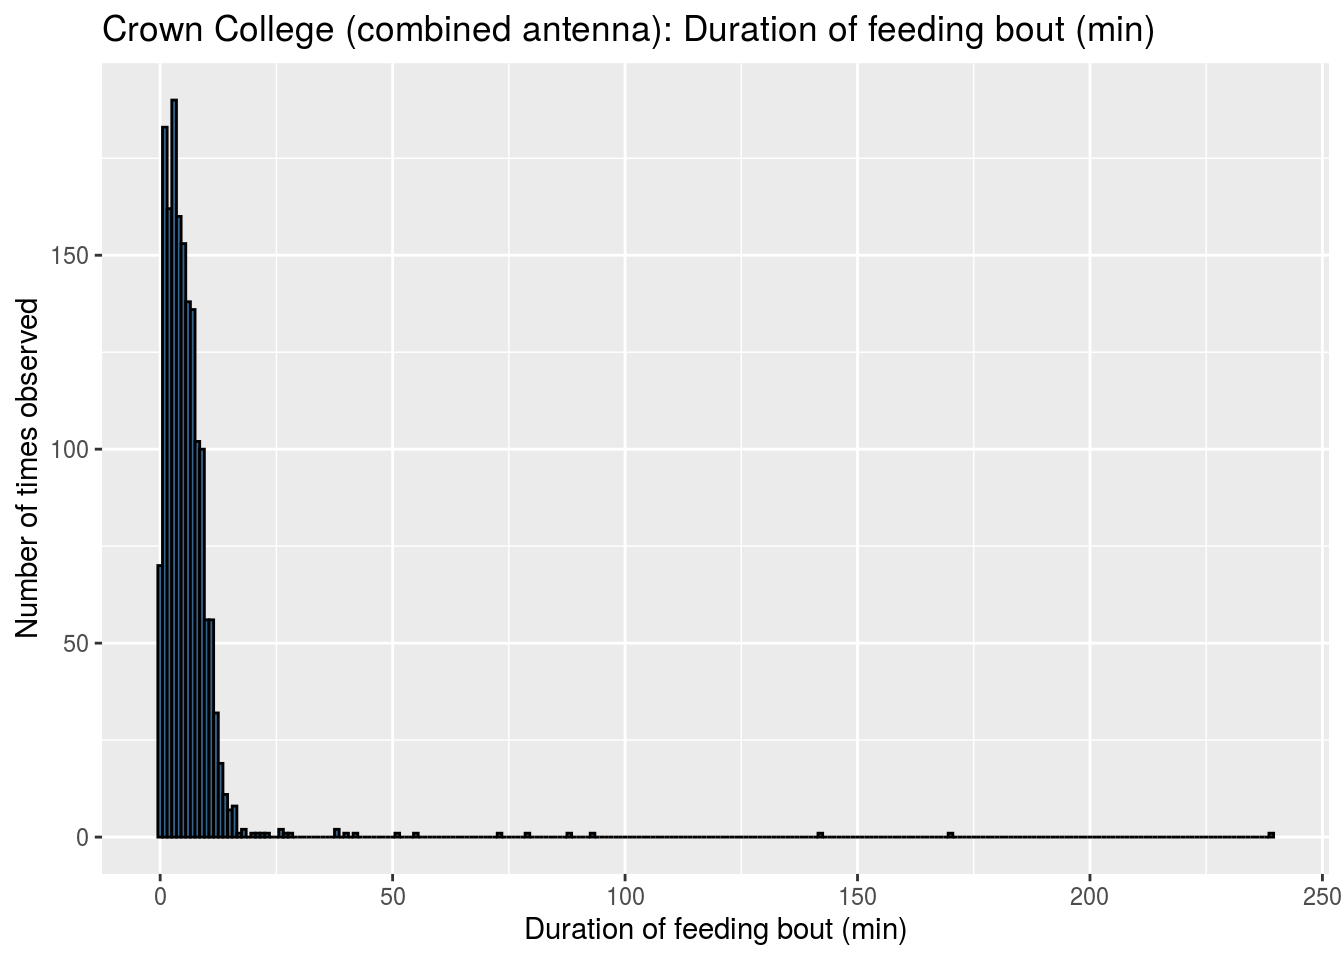 Crown College (combined antenna): Duration of feeding bout (min)
Number of times observed
150
100
50
0
0 50 100 150 200 250
Duration of feeding bout (min)